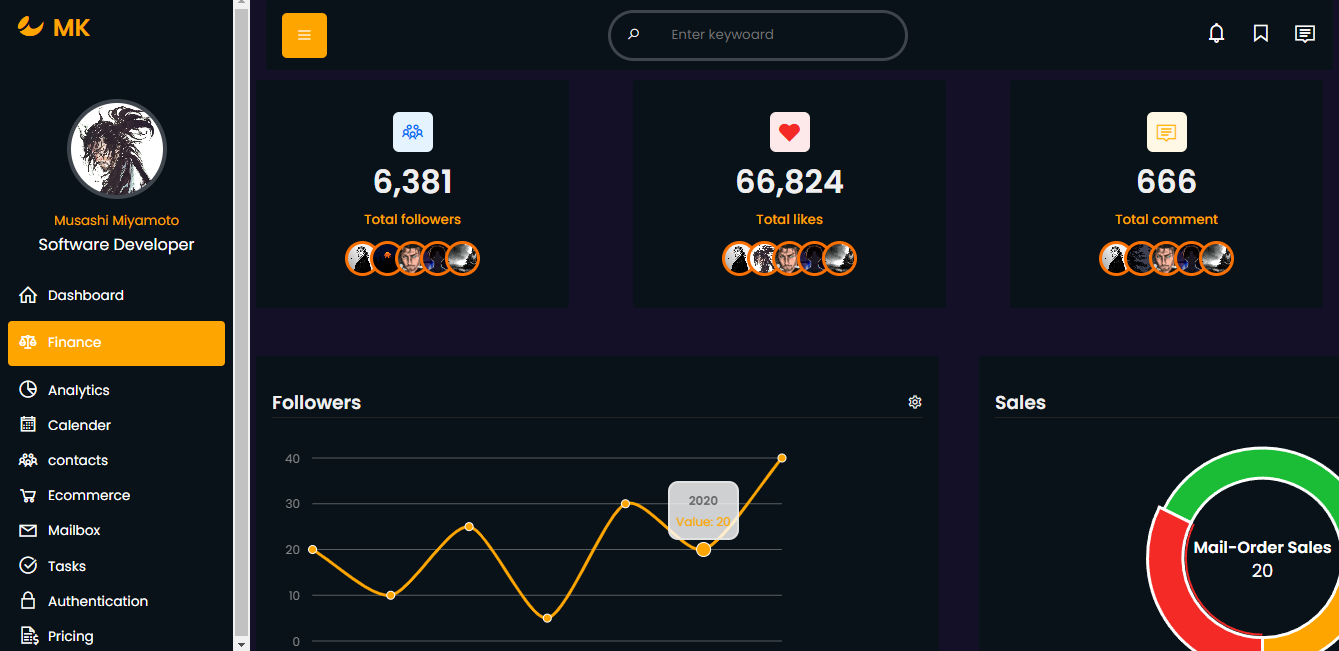 MK
Musashi Miyamoto
Software Developer
Dashboard
Finance
Analytics
Calender
contacts
Ecommerce
Mailbox
Tasks
Authentication
Pricing
Enter keywoard
6,381
Total followers
66,824
Total likes
666
Total comment
Followers
40
30
20
10
0
2020
Value: 20
Sales
Mail-Order Sales
20